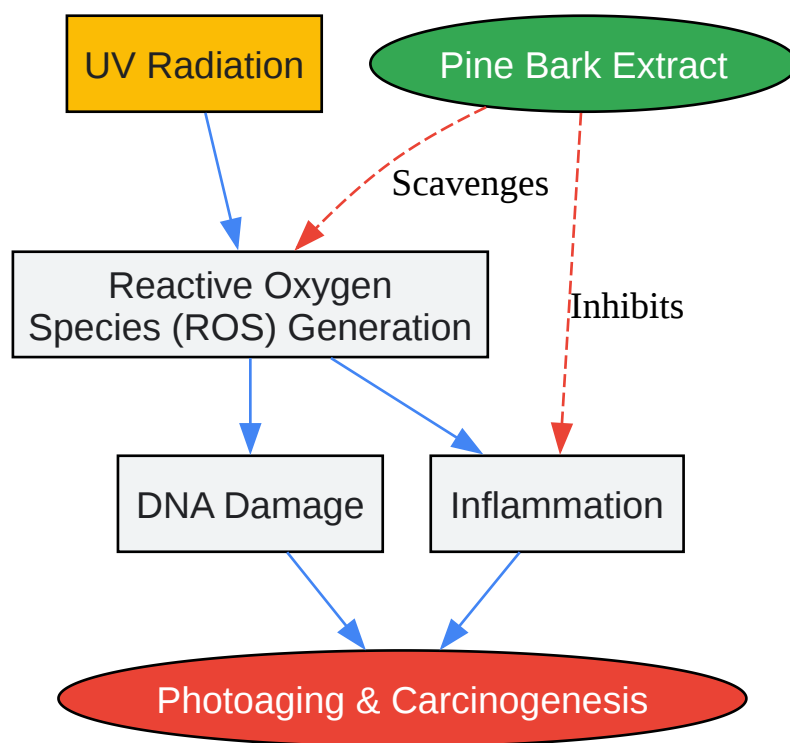 UV Radiation
Pine Bark Extract
Scavenges
Reactive Oxygen
Species (ROS) Generation
Inhibits
DNA Damage
Inflammation
Photoaging & Carcinogenesis